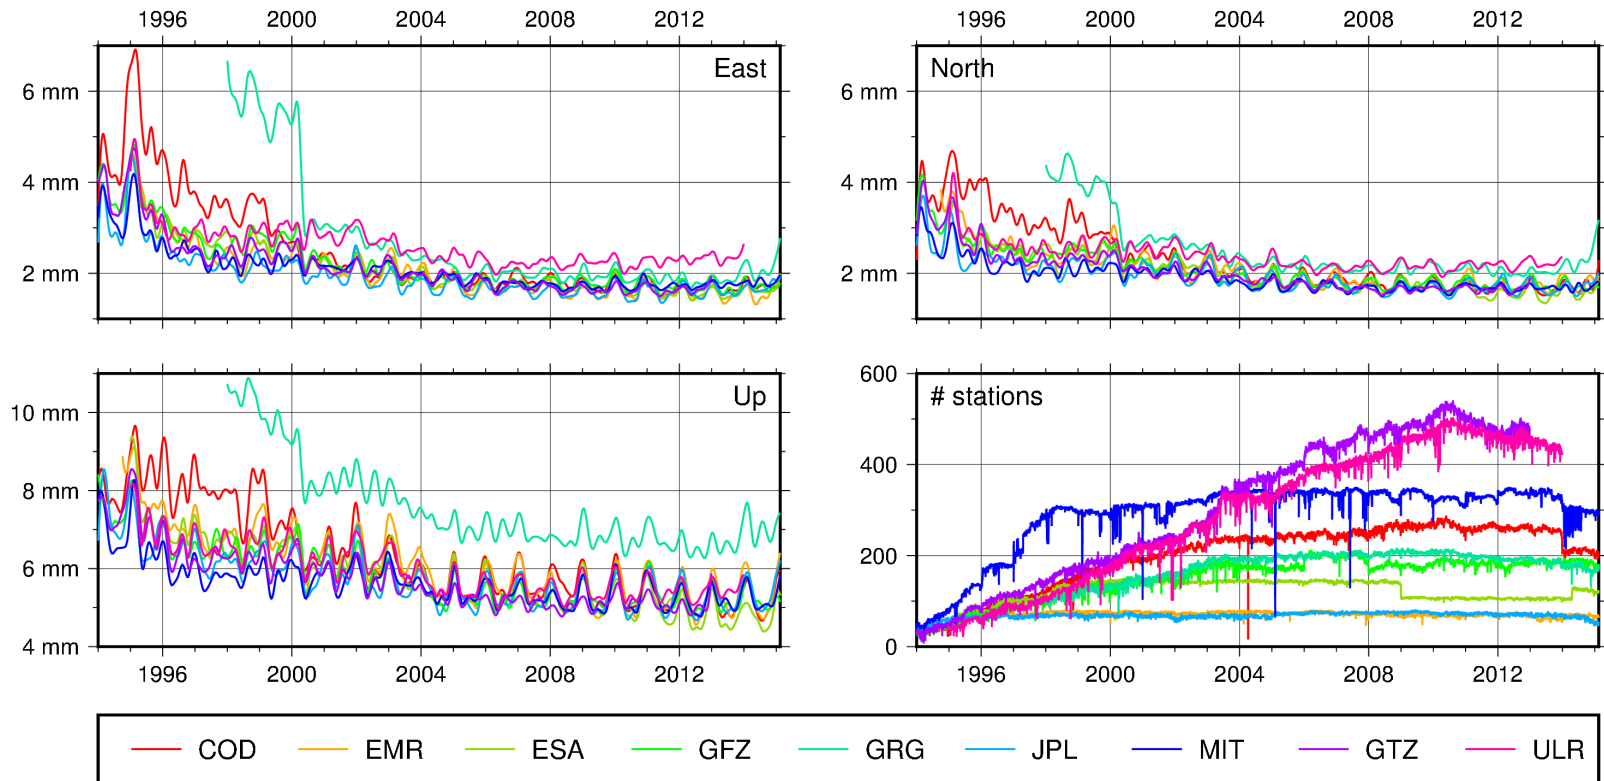 1996 2000 2004 2008 2012
1996 2000 2004 2008 2012
East
6 mm
4 mm
2 mm
North
6 mm
4 mm
2 mm
Up
10 mm
8 mm
6 mm
4 mm
# stations
600
400
200
0
1996 2000 2004 2008 2012
1996 2000 2004 2008 2012
COD EMR ESA GFZ GRG JPL MIT GTZ ULR